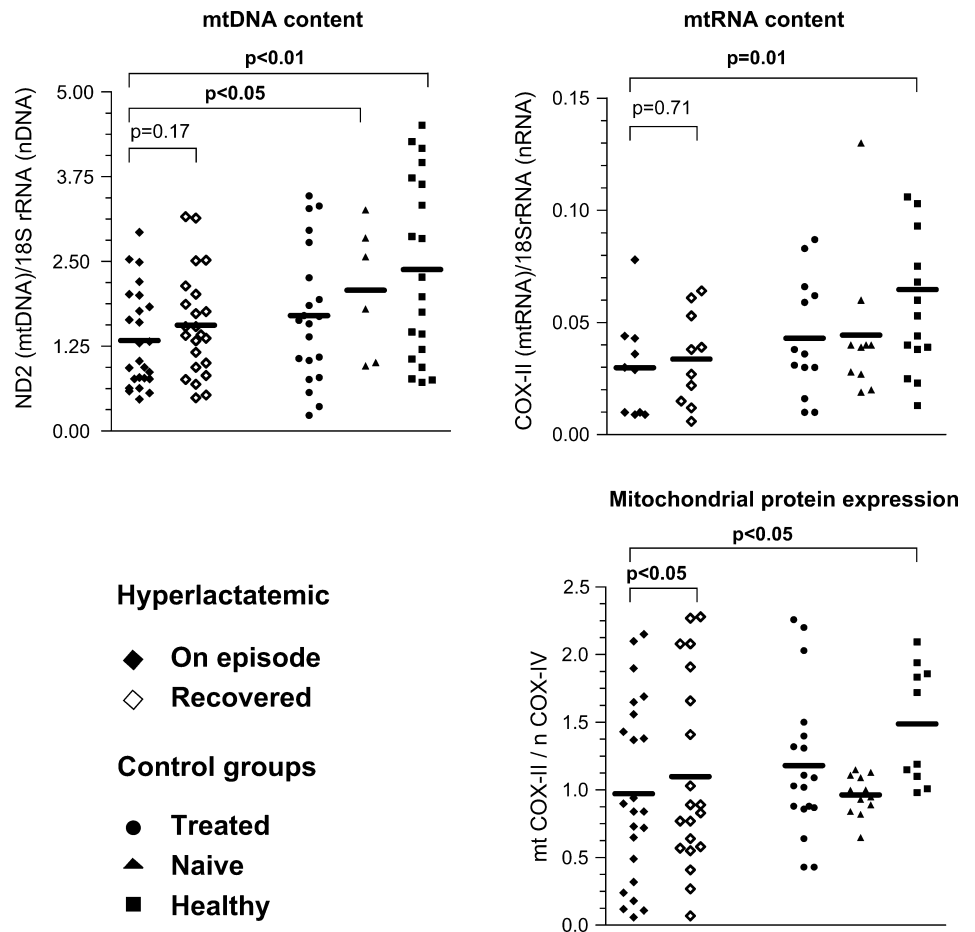 mtDNA content
p<0.01
p<0.05
p=0.17
ND2 (mtDNA)/18S rRNA (nDNA)
5.00
3.75
2.50
1.25
0.00
mtRNA content
p=0.01
p=0.71
COX-II (mtRNA)/18SrRNA (nRNA)
0.15
0.10
0.05
0.00
Mitochondrial protein expression
p<0.05
p<0.05
mt COX-II / n COX-IV
2.5
2.0
1.5
1.0
0.5
0.0
Hyperlactatemic
On episode
Recovered
Control groups
Treated
Naive
Healthy